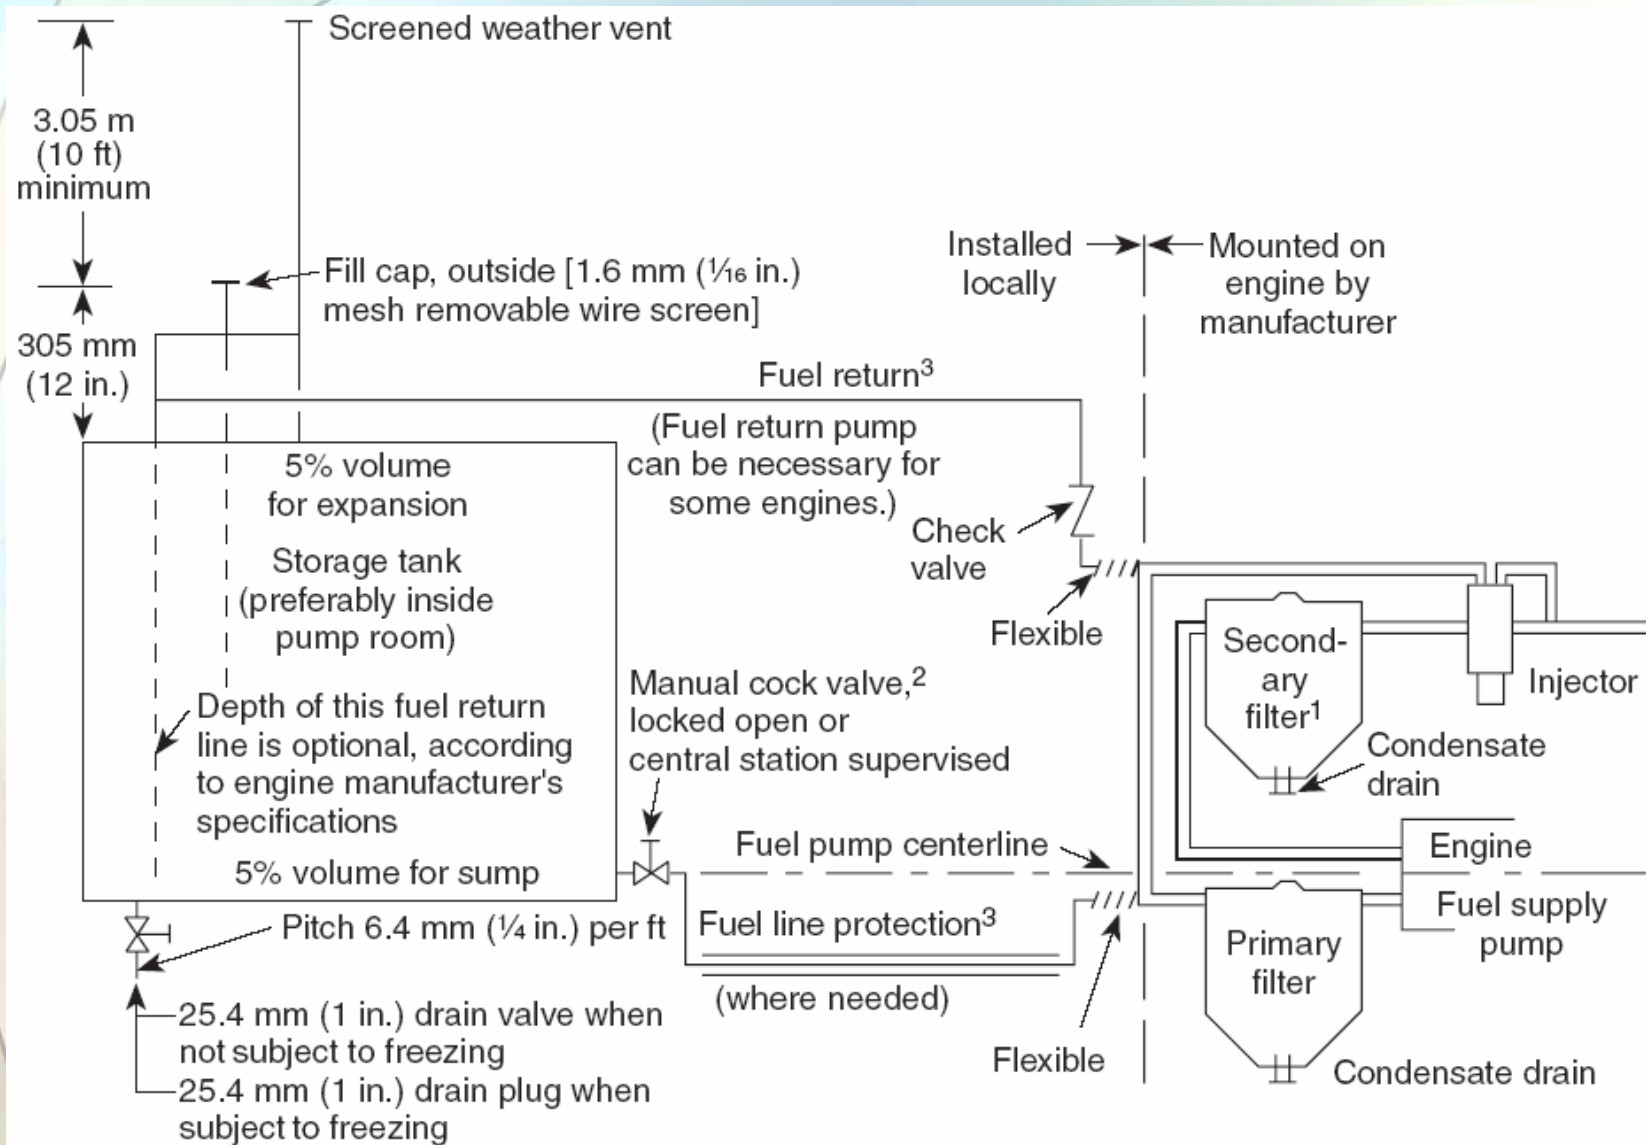 Screened weather vent
3.05 m
(10 ft)
minimum
Fill cap, outside [1.6 mm (1⁄16 in.)
mesh removable wire screen]
305 mm
(12 in.)
Installed
locally
Mounted on
engine by
manufacturer
Fuel return³
(Fuel return pump
can be necessary for
some engines.)
Check
valve
Flexible
5% volume
for expansion
Storage tank
(preferably inside
pump room)
Depth of this fuel return
line is optional, according
to engine manufacturer's
specifications
5% volume for sump
Manual cock valve,²
locked open or
central station supervised
Second-
ary
filter¹
Injector
Condensate
drain
Fuel pump centerline
Engine
Fuel supply
pump
Pitch 6.4 mm (¼ in.) per ft
Fuel line protection³
(where needed)
Primary
filter
Flexible
Condensate drain
25.4 mm (1 in.) drain valve when
not subject to freezing
25.4 mm (1 in.) drain plug when
subject to freezing